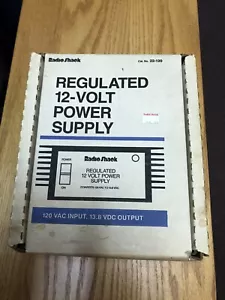 Radio Shack
Cat. No. 22-120
REGULATED
12-VOLT
POWER
SUPPLY
Radio Shack
REGULATED
12 VOLT POWER
SUPPLY
POWER
ON
120 VAC INPUT, 13.8 VDC OUTPUT